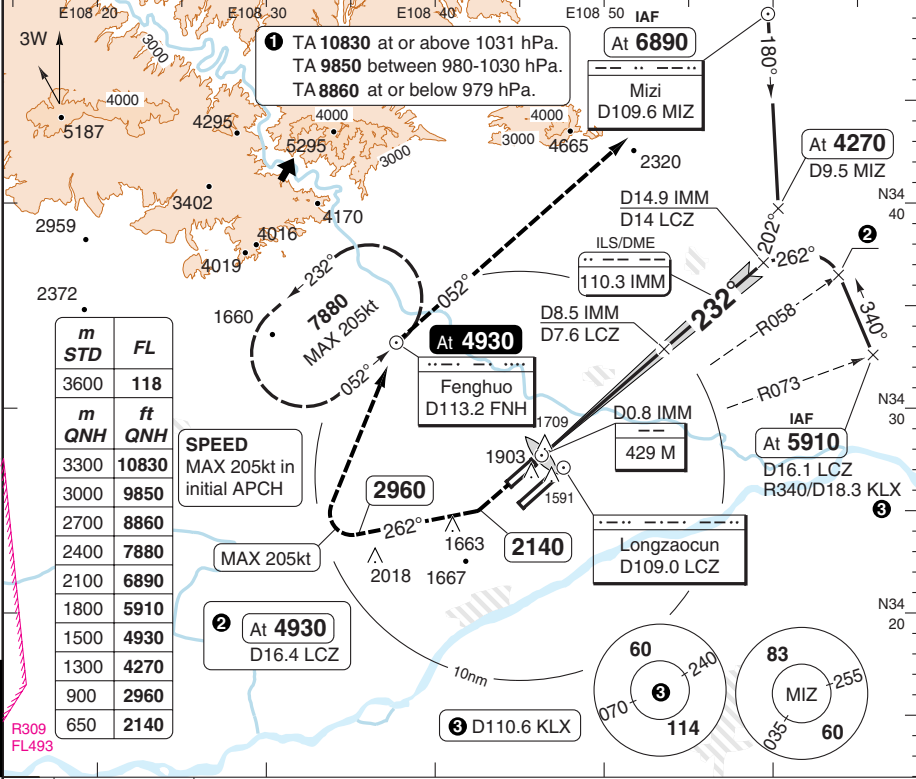 E108 20
E108 30
E108 40
E108 50
3W
3000
❶ TA 10830 at or above 1031 hPa.
TA 9850 between 980-1030 hPa.
TA 8860 at or below 979 hPa.
IAF
At 6890
Mizi
D109.6 MIZ
180°
4000
5187
4295
4000
5295
3000
4000
3000
4665
2320
At 4270
D9.5 MIZ
N34
40
3402
4170
2959
4016
4019
D14.9 IMM
D14 LCZ
202°
262°
❷
ILS/DME
110.3 IMM
232°
052°
232°
7880
MAX 205kt
052°
2372
1660
D8.5 IMM
D7.6 LCZ
R058
340°
R073
At 4930
Fenghuo
D113.2 FNH
m
STD
FL
3600 118
m
QNH
ft
QNH
3300 10830
3000 9850
2700 8860
2400 7880
2100 6890
1800 5910
1500 4930
1300 4270
900 2960
650 2140
D0.8 IMM
429 M
N34
30
IAF
At 5910
D16.1 LCZ
R340/D18.3 KLX
❸
SPEED
MAX 205kt in
initial APCH
1709
1903
1591
2960
262°
MAX 205kt
1663
2140
2018
1667
Longzaocun
D109.0 LCZ
❷ At 4930
D16.4 LCZ
N34
20
10nm
❸ D110.6 KLX
60
240
❸
070
114
83
255
MIZ
035
60
R309
FL493